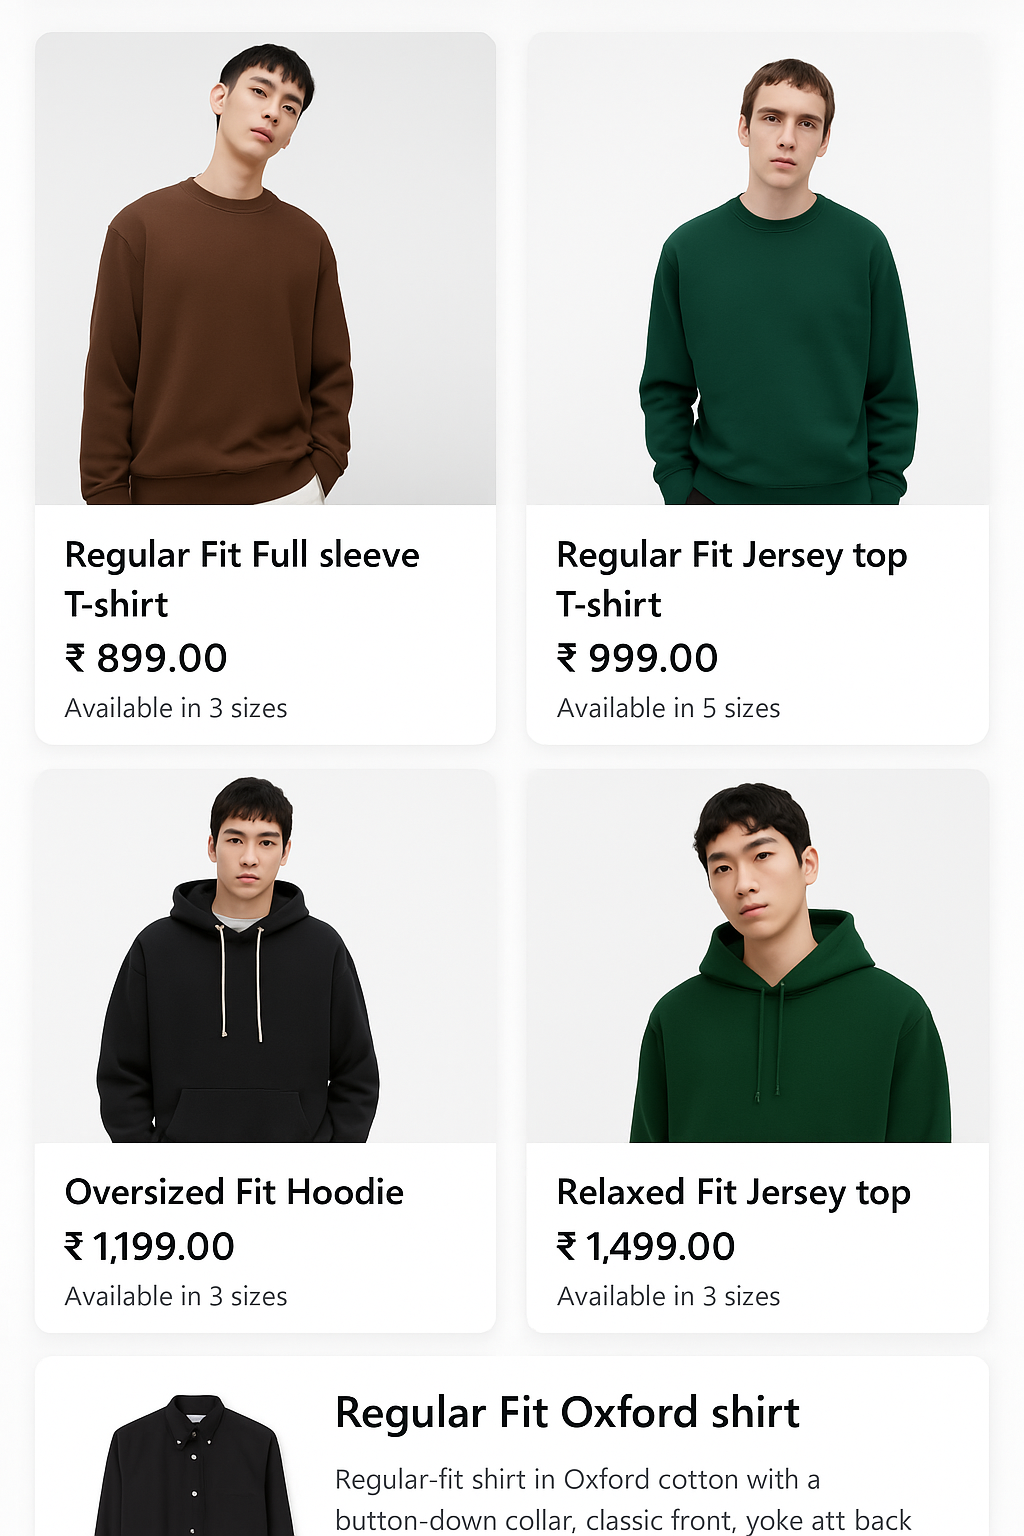 Regular Fit Full sleeve
T-shirt
₹ 899.00
Available in 3 sizes
Regular Fit Jersey top
T-shirt
₹ 999.00
Available in 5 sizes
Oversized Fit Hoodie
₹ 1,199.00
Available in 3 sizes
Relaxed Fit Jersey top
₹ 1,499.00
Available in 3 sizes
Regular Fit Oxford shirt
Regular-fit shirt in Oxford cotton with a
button-down collar, classic front, yoke att back